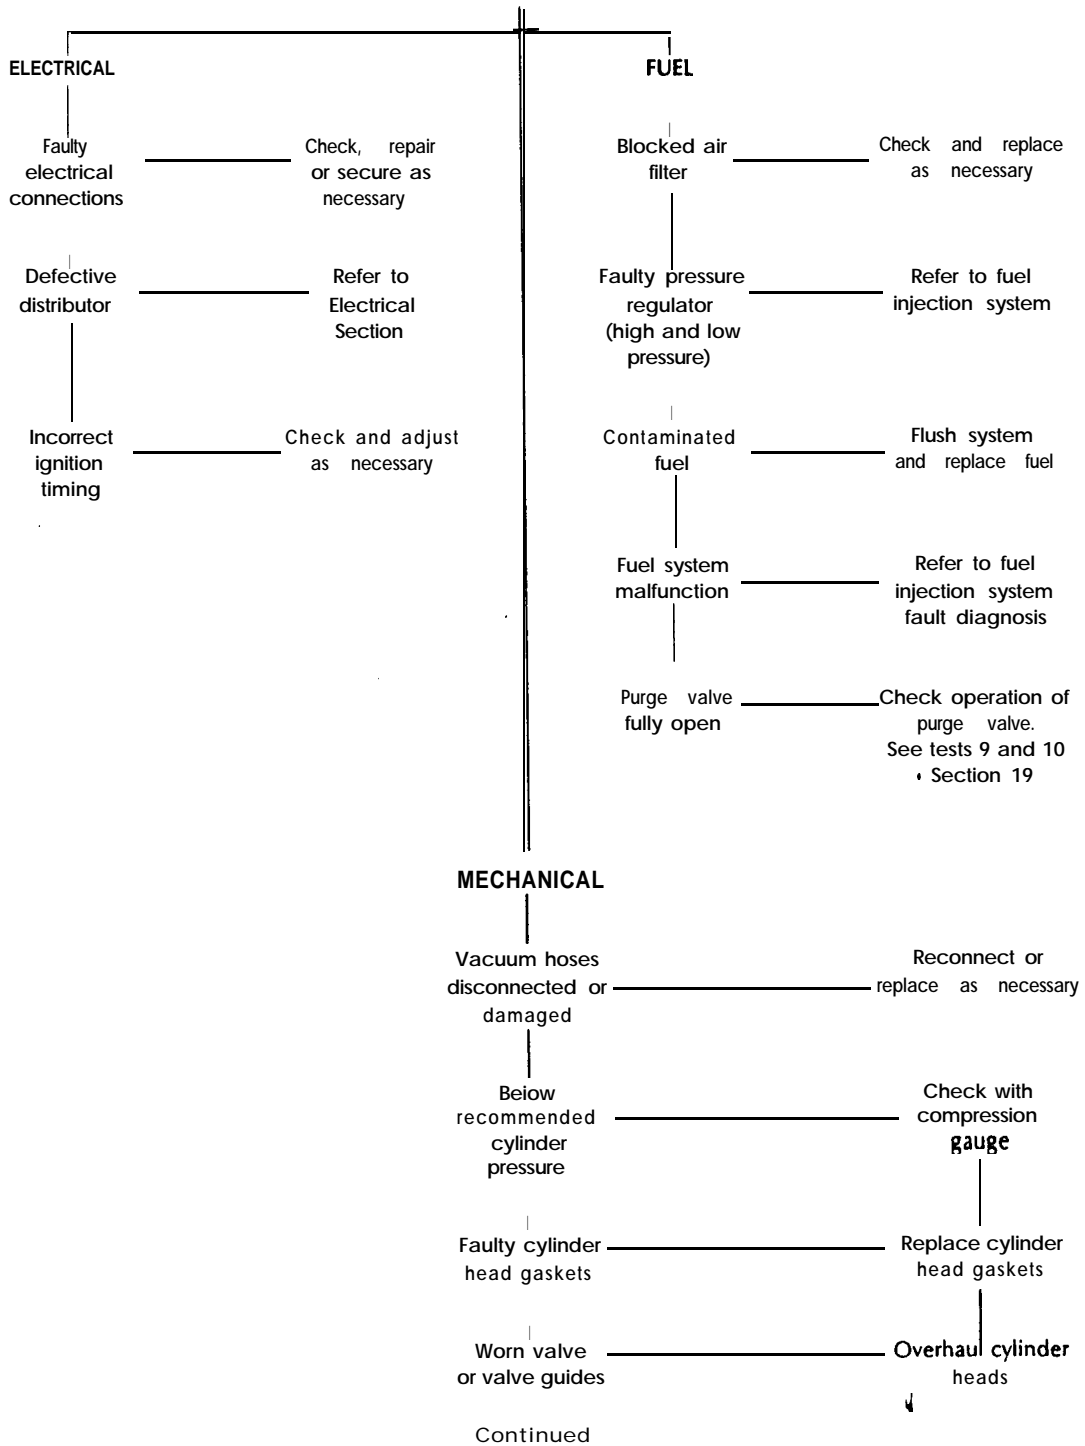 ELECTRICAL
Faulty
electrical
connections
Check, repair
or secure as
necessary
Defective
distributor
Refer to
Electrical
Section
Incorrect
ignition
timing
Check and adjust
as necessary
FUEL
Blocked air
filter
Check and replace
as necessary
Faulty pressure
regulator
(high and low
pressure)
Refer to fuel
injection system
Contaminated
fuel
Flush system
and replace fuel
Fuel system
malfunction
Refer to fuel
injection system
fault diagnosis
Purge valve
fully open
Check operation of
purge valve.
See tests 9 and 10
Section 19
MECHANICAL
Vacuum hoses
disconnected or
damaged
Reconnect or
replace as necessary
Beiow
recommended
cylinder
pressure
Check with
compression
gauge
Faulty cylinder
head gaskets
Replace cylinder
head gaskets
Worn valve
or valve guides
Overhaul cylinder
heads
Continued